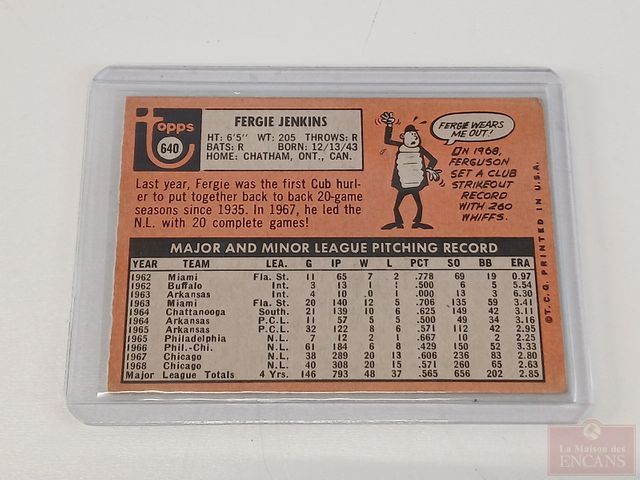 topps
640
FERGIE JENKINS
HT: 6'5" WT: 205 THROWS: R
BATS: R BORN: 12/13/43
HOME: CHATHAM, ONT., CAN.
Last year, Fergie was the first Cub hurl-
er to put together back to back 20-game
seasons since 1935. In 1967, he led the
N.L. with 20 complete games!
FERGIE WEARS
ME OUT!
ON 1968,
FERGUSON
SET A CLUB
STRIKEOUT
RECORD
WITH 260
WHIFFS.
MAJOR AND MINOR LEAGUE PITCHING RECORD
YEAR TEAM LEA. G IP W L PCT SO BB ERA
1962 Miami Fla. St. 11 65 7 2 .778 69 19 0.97
1962 Buffalo Int. 3 13 1 1 .500 6 5 5.54
1963 Arkansas Int. 4 10 0 1 .000 13 3 6.30
1963 Miami Fla. St. 20 140 12 5 .706 135 59 3.41
1964 Chattanooga South. 21 139 10 6 .625 149 42 3.11
1964 Arkansas P.C.L. 11 57 5 5 .500 49 34 3.16
1965 Arkansas P.C.L. 32 122 8 6 .571 112 42 2.95
1965 Philadelphia N.L. 7 12 2 1 .667 10 2 2.25
1966 Phil.-Chi. N.L. 61 184 6 8 .429 150 52 3.33
1967 Chicago N.L. 38 289 20 13 .606 236 83 2.80
1968 Chicago N.L. 40 308 20 15 .571 260 65 2.63
Major League Totals 4 Yrs. 146 793 48 37 .565 656 202 2.85
©T.C.G. PRINTED IN U.S.A.
La Maison des
ENCANS